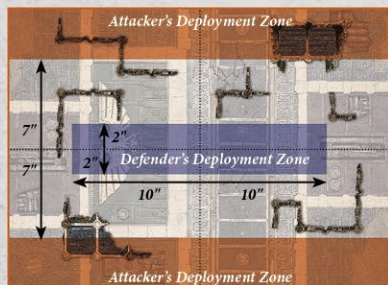 Attacker's Deployment Zone
7"
2"
7"
2"
Defender's Deployment Zone
10"
10"
Attacker's Deployment Zone